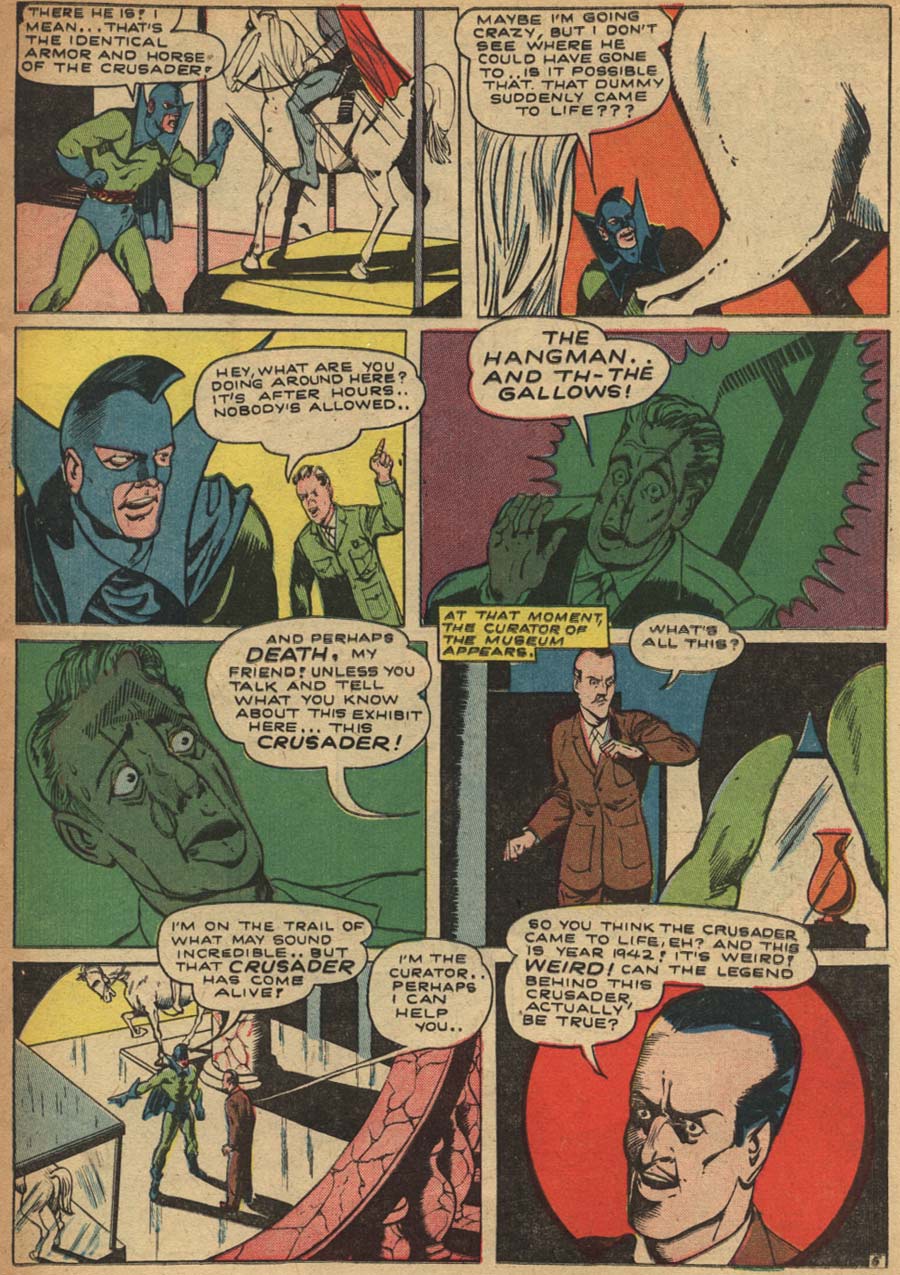 THERE HE IS! I
MEAN...THAT'S
THE IDENTICAL
ARMOR AND HORSE
OF THE CRUSADER!
MAYBE I'M GOING
CRAZY, BUT I DON'T
SEE WHERE HE
COULD HAVE GONE
TO.. IS IT POSSIBLE
THAT THAT DUMMY
SUDDENLY CAME
TO LIFE???
HEY, WHAT ARE YOU
DOING AROUND HERE?
IT'S AFTER HOURS..
NOBODY'S ALLOWED..
THE
HANGMAN..
AND TH-THE
GALLOWS!
AND PERHAPS
DEATH, MY
FRIEND! UNLESS YOU
TALK AND TELL
WHAT YOU KNOW
ABOUT THIS EXHIBIT
HERE... THIS
CRUSADER!
AT THAT MOMENT,
THE CURATOR OF
THE MUSEUM
APPEARS.
WHAT'S
ALL THIS?
I'M ON THE TRAIL OF
WHAT MAY SOUND
INCREDIBLE.. BUT
THAT CRUSADER
HAS COME
ALIVE!
I'M THE
CURATOR..
PERHAPS
I CAN
HELP
YOU..
SO YOU THINK THE CRUSADER
CAME TO LIFE, EH? AND THIS
IS YEAR 1942! IT'S WEIRD!
WEIRD! CAN THE LEGEND
BEHIND THIS
CRUSADER,
ACTUALLY
BE TRUE?
6